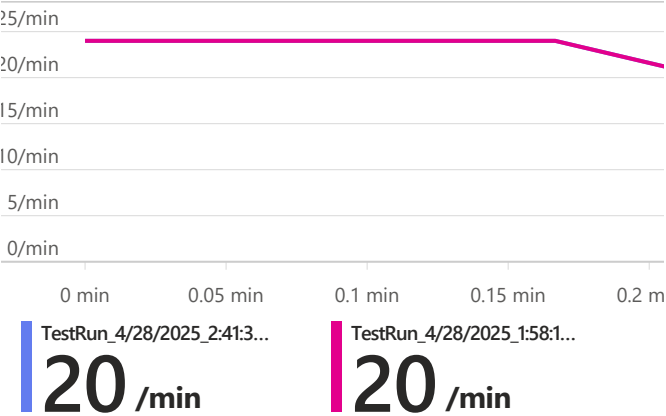 25/min
20/min
15/min
10/min
5/min
0/min
0 min 0.05 min 0.1 min 0.15 min 0.2 m
TestRun_4/28/2025_2:41:3... TestRun_4/28/2025_1:58:1...
20 /min 20 /min